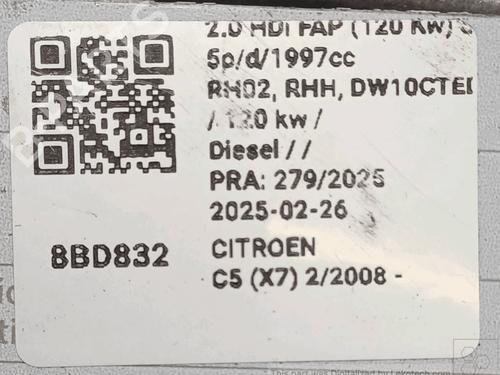 2.0 HDi FAP (120 Kw)
5p/d/1997cc
RH02, RHH, DW10CTE
/ 120 kw /
Diesel / /
PRA: 279/2025
2025-02-26
8BD832
CITROEN
C5 (X7) 2/2008 -